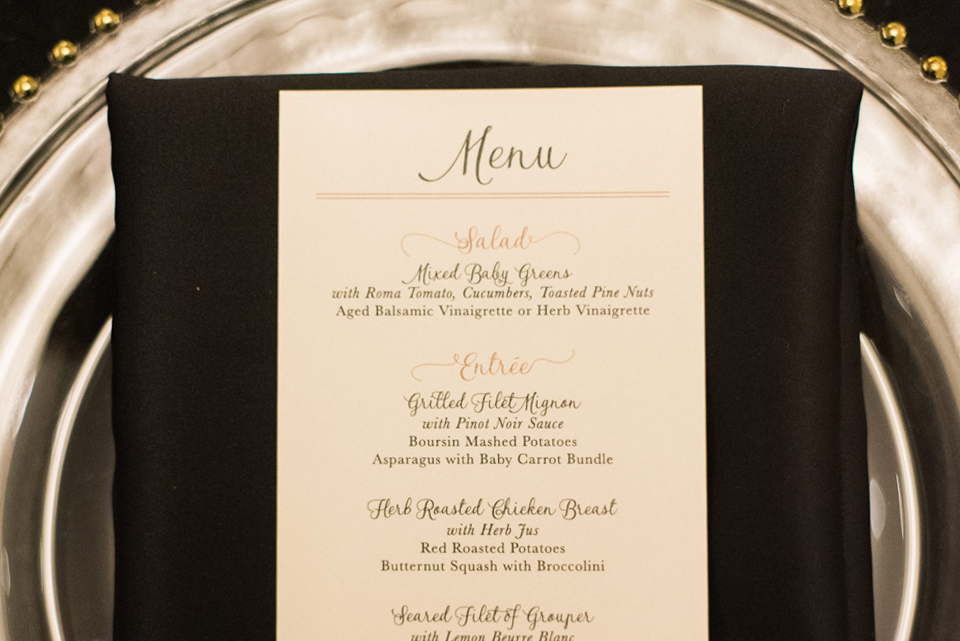 Menu
Salad
Mixed Baby Greens
with Roma Tomato, Cucumbers, Toasted Pine Nuts
Aged Balsamic Vinaigrette or Herb Vinaigrette
Entrée
Grilled Filet Mignon
with Pinot Noir Sauce
Boursin Mashed Potatoes
Asparagus with Baby Carrot Bundle
Herb Roasted Chicken Breast
with Herb Jus
Red Roasted Potatoes
Butternut Squash with Broccolini
Seared Filet of Grouper
with Lemon Beurre Blanc